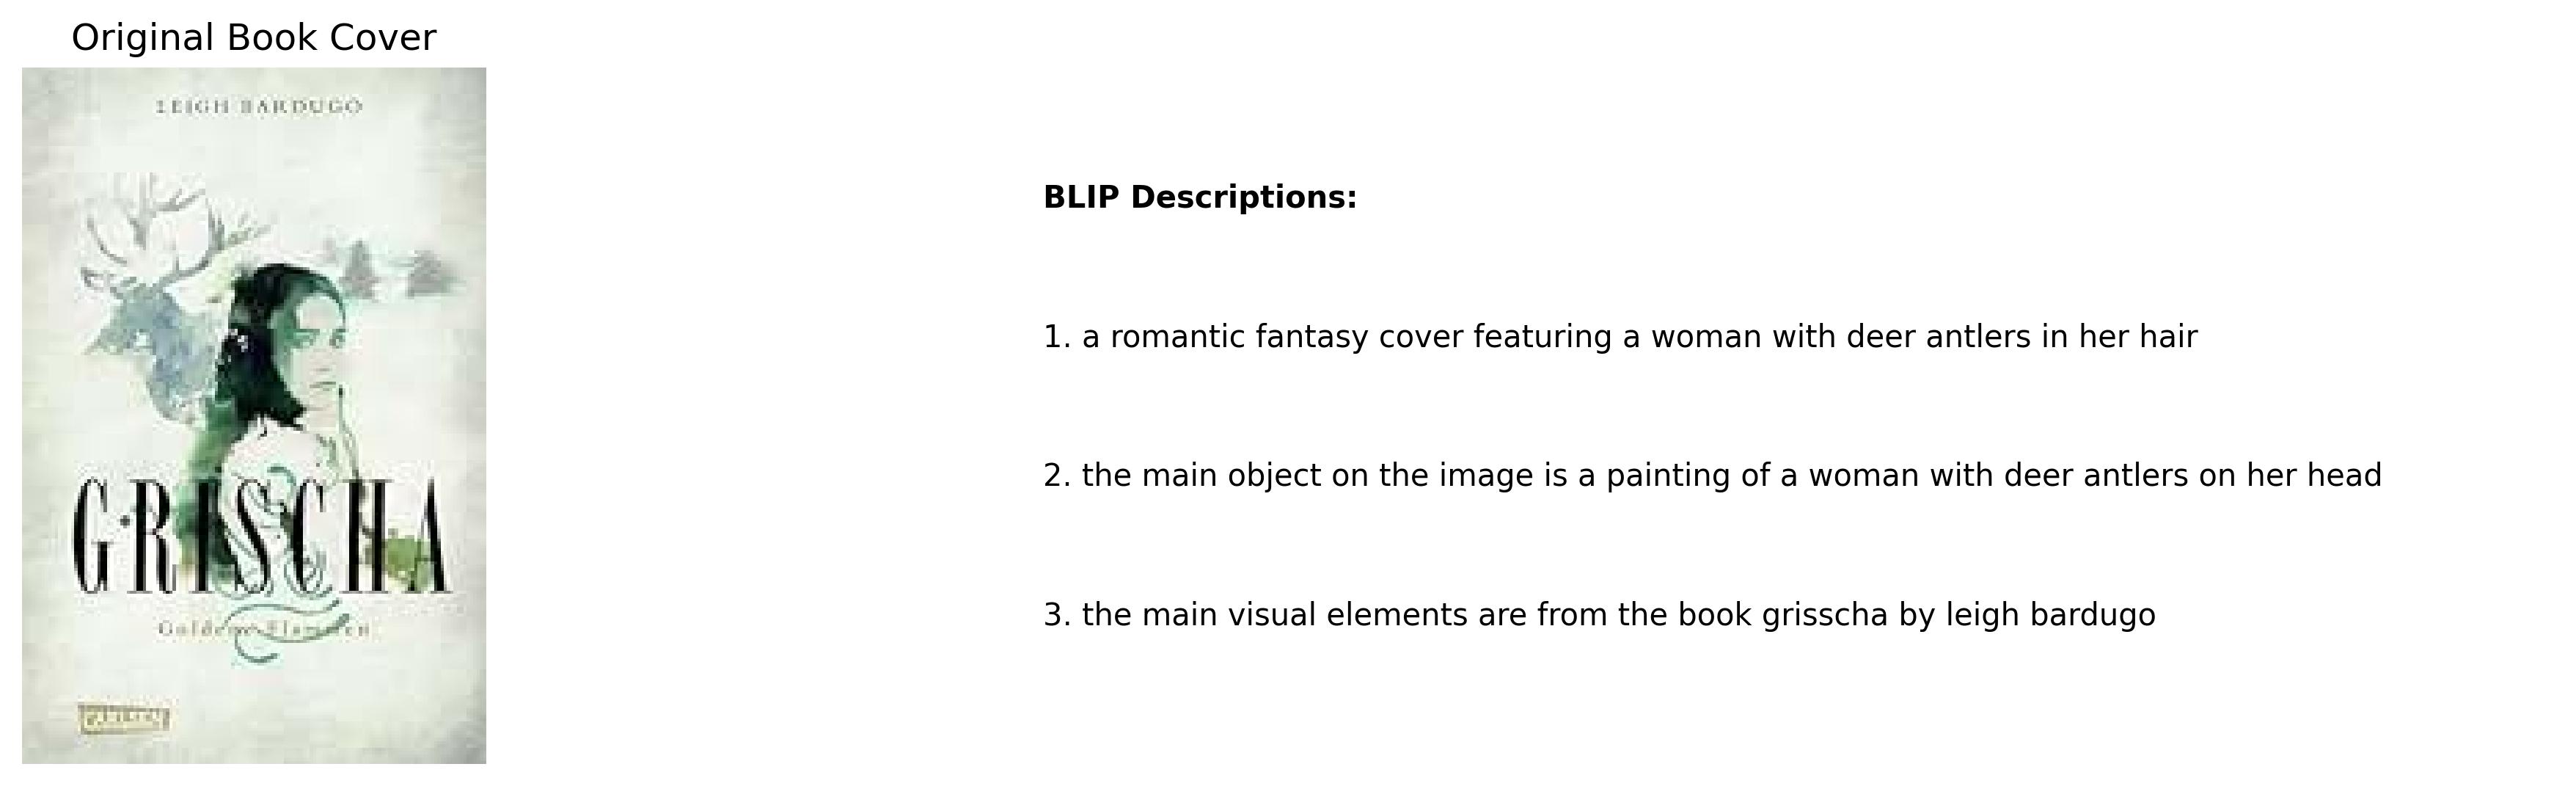 Original Book Cover
LEIGH BARDUGO
GRISCHA
Goldene Flammen
BLIP Descriptions:
1. a romantic fantasy cover featuring a woman with deer antlers in her hair
2. the main object on the image is a painting of a woman with deer antlers on her head
3. the main visual elements are from the book grisscha by leigh bardugo